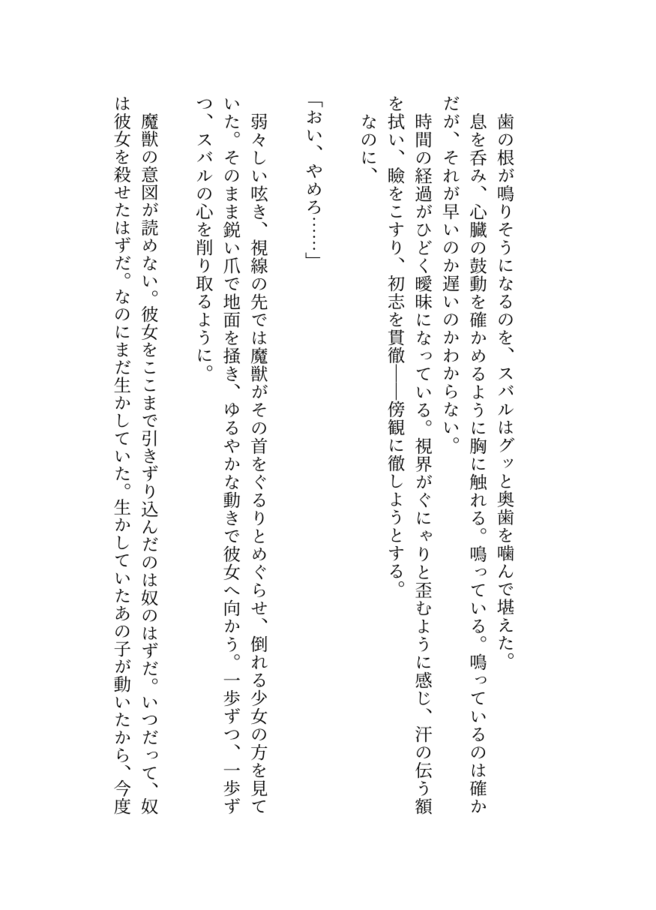 歯の根が鳴りそうになるのを、スバルはグッと奥歯を噛んで堪えた。
息を呑み、心臓の鼓動を確かめるように胸に触れる。鳴っている。鳴っているのは確か
だが、それが早いのか遅いのかわからない。
時間の経過がひどく曖昧になっている。視界がぐにゃりと歪むように感じ、汗の伝う額
を拭い、瞼をこすり、初志を貫徹――傍観に徹しようとする。
なのに、
「おい、やめろ……」
弱々しい呟き、視線の先では魔獣がその首をぐるりとめぐらせ、倒れる少女の方を見て
いた。そのまま鋭い爪で地面を掻き、ゆるやかな動きで彼女へ向かう。一歩ずつ、一歩ず
つ、スバルの心を削り取るように。
魔獣の意図が読めない。彼女をここまで引きずり込んだのは奴のはずだ。いつだって、奴
は彼女を殺せたはずだ。なのにまだ生かしていた。生かしていたあの子が動いたから、今度